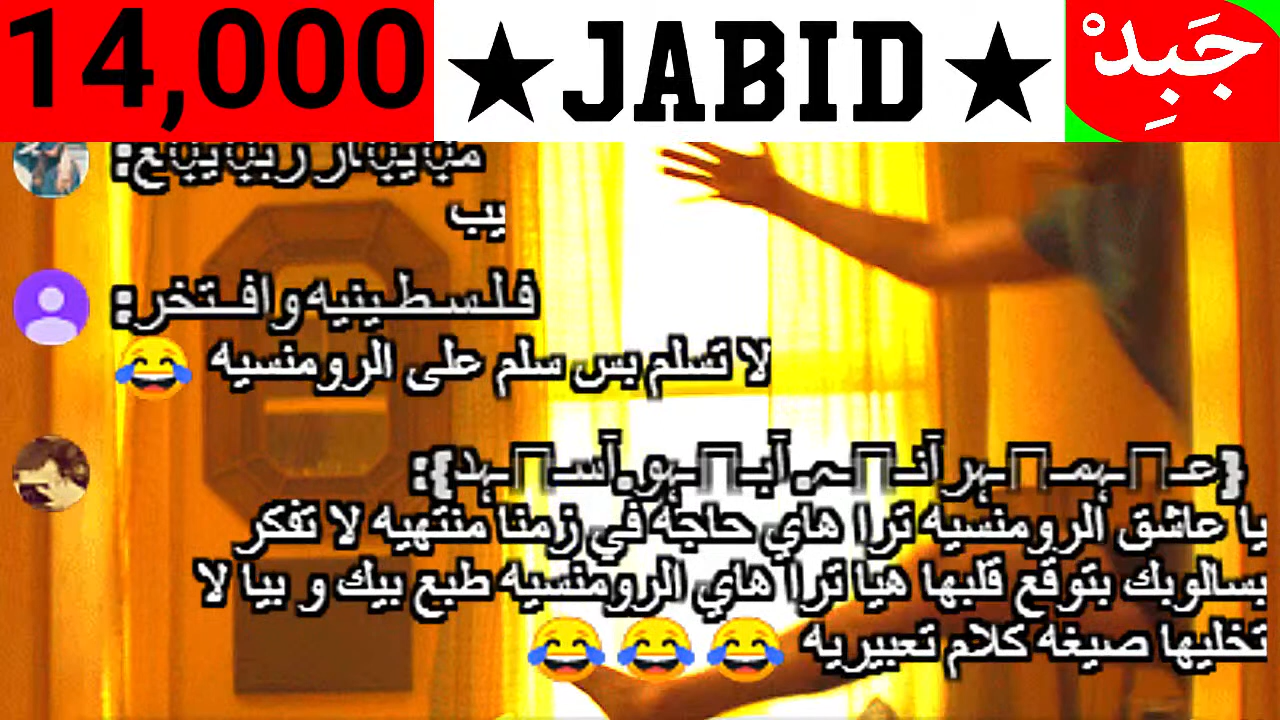 14,000
★JABID★
جَبِدْ
يب
فلسطينيه وافتخر:
لا تسلم بس سلم على الرومنسيه 😂
يا عاشق الرومنسيه ترا هاي حاجه في زمنا منتهيه لا تفكر
بسالوبك بتوقع قلبها هيا ترا هاي الرومنسيه طبع بيك و بيا لا
تخليها صيغه كلام تعبيريه 😂😂😂